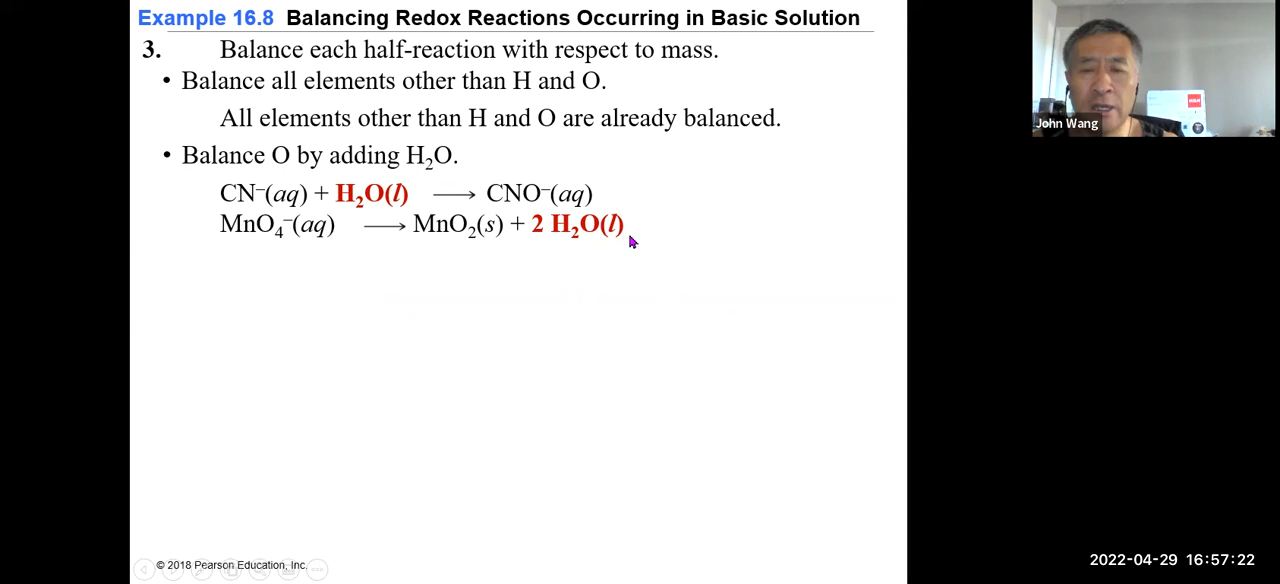 Example 16.8 Balancing Redox Reactions Occurring in Basic Solution
3. Balance each half-reaction with respect to mass.
• Balance all elements other than H and O.
All elements other than H and O are already balanced.
• Balance O by adding H₂O.
CN⁻(aq) + H₂O(l) ⟶ CNO⁻(aq)
MnO₄⁻(aq) ⟶ MnO₂(s) + 2 H₂O(l)
© 2018 Pearson Education, Inc.
John Wang
2022-04-29 16:57:22